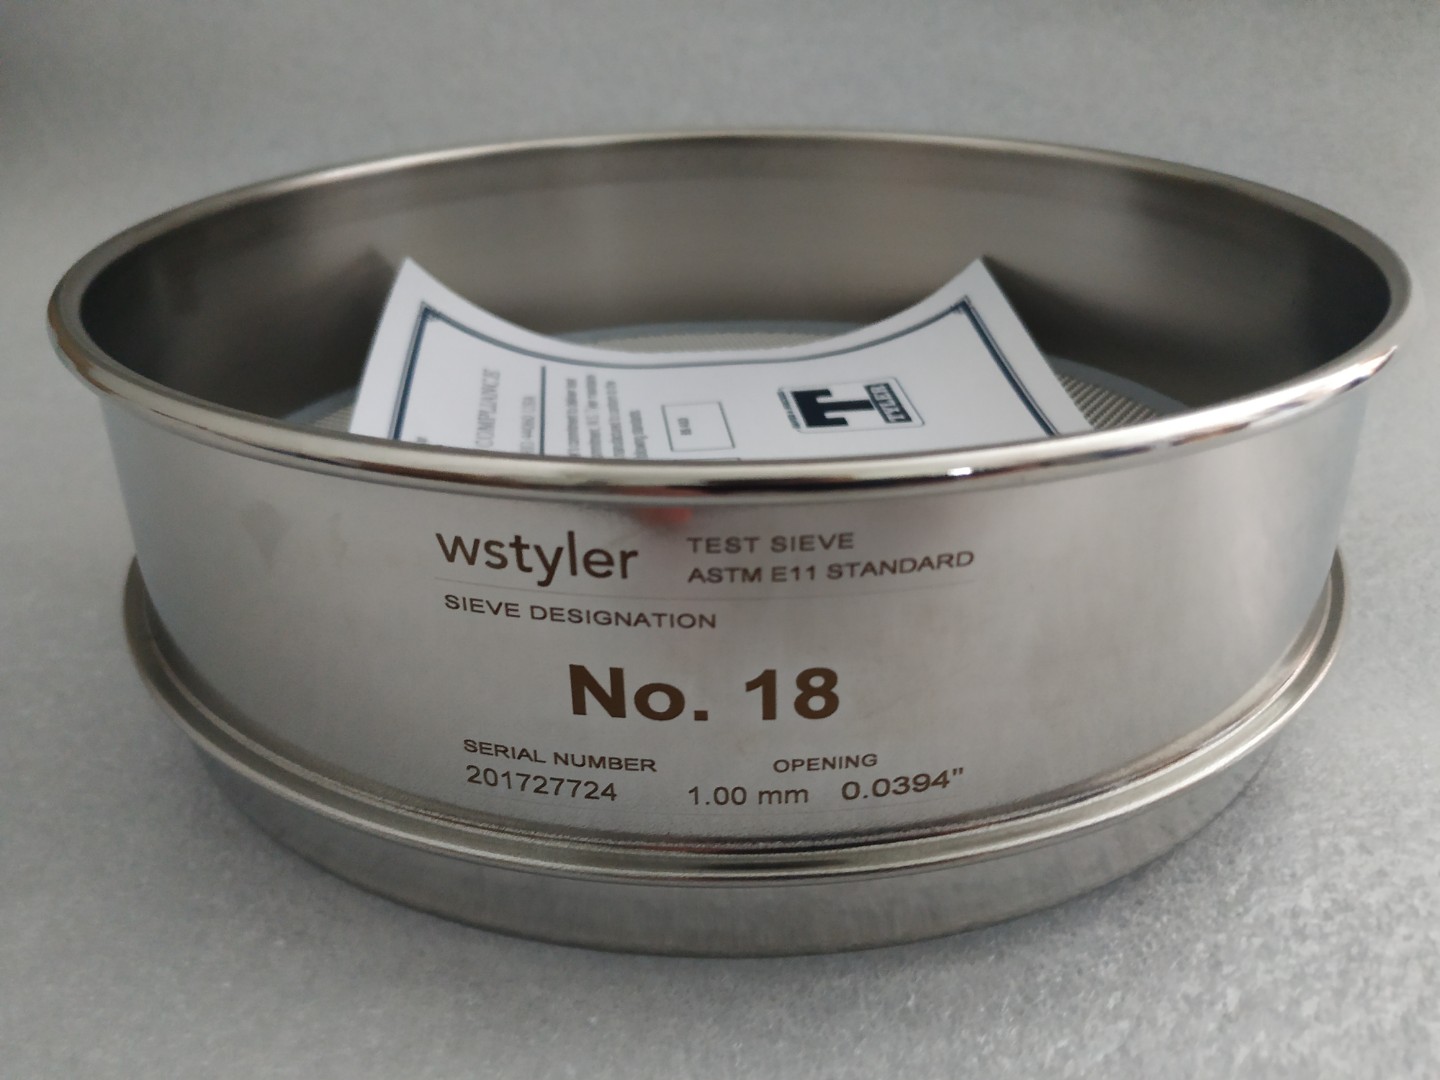 COMPLIANCE
wstyler
TEST SIEVE
ASTM E11 STANDARD
SIEVE DESIGNATION
No. 18
SERIAL NUMBER
201727724
OPENING
1.00 mm 0.0394"